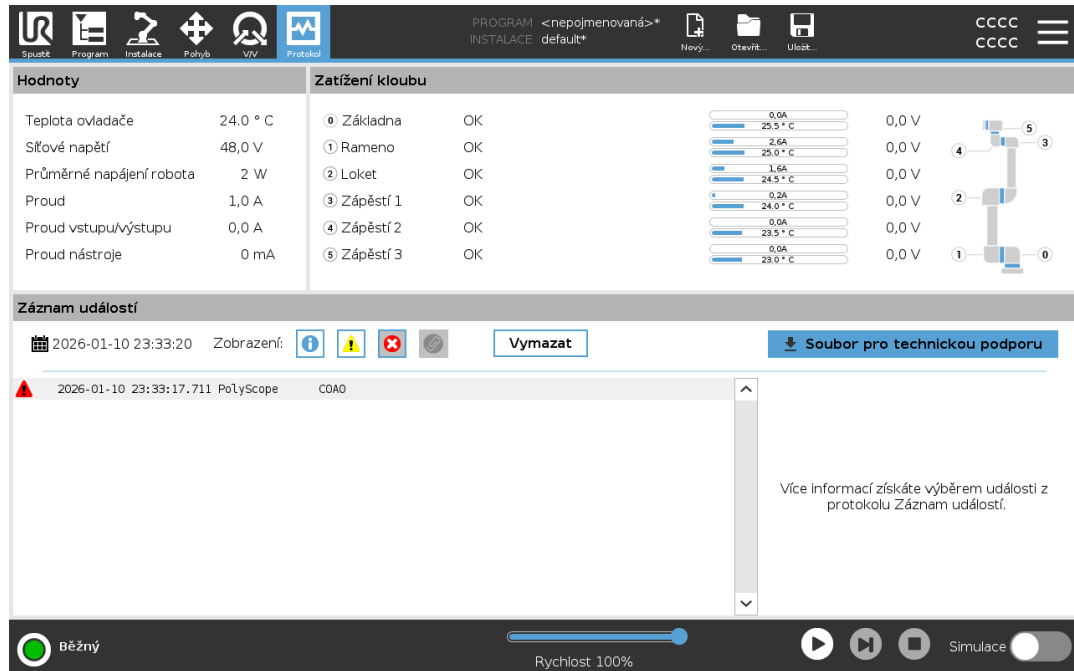 PROGRAM <nepojmenovaná>*
INSTALACE default*
CCCC
CCCC
Spustit Program Instalace Pohyb V/V Protokol Nový... Otevřít... Uložit...
Hodnoty
Teplota ovladače 24.0 ° C
Síťové napětí 48,0 V
Průměrné napájení robota 2 W
Proud 1,0 A
Proud vstupu/výstupu 0,0 A
Proud nástroje 0 mA
Zatížení kloubu
0 Základna OK 0,0A 25.5 ° C 0,0 V
1 Rameno OK 2,6A 25.0 ° C 0,0 V
2 Loket OK 1,6A 24.5 ° C 0,0 V
3 Zápěstí 1 OK 0,2A 24.0 ° C 0,0 V
4 Zápěstí 2 OK 0,0A 23.5 ° C 0,0 V
5 Zápěstí 3 OK 0,0A 23.0 ° C 0,0 V
5
4 3
2
1 0
Záznam událostí
2026-01-10 23:33:20 Zobrazení: Vymazat Soubor pro technickou podporu
2026-01-10 23:33:17.711 PolyScope C0A0
Více informací získáte výběrem události z
protokolu Záznam událostí.
Běžný
Rychlost 100%
Simulace